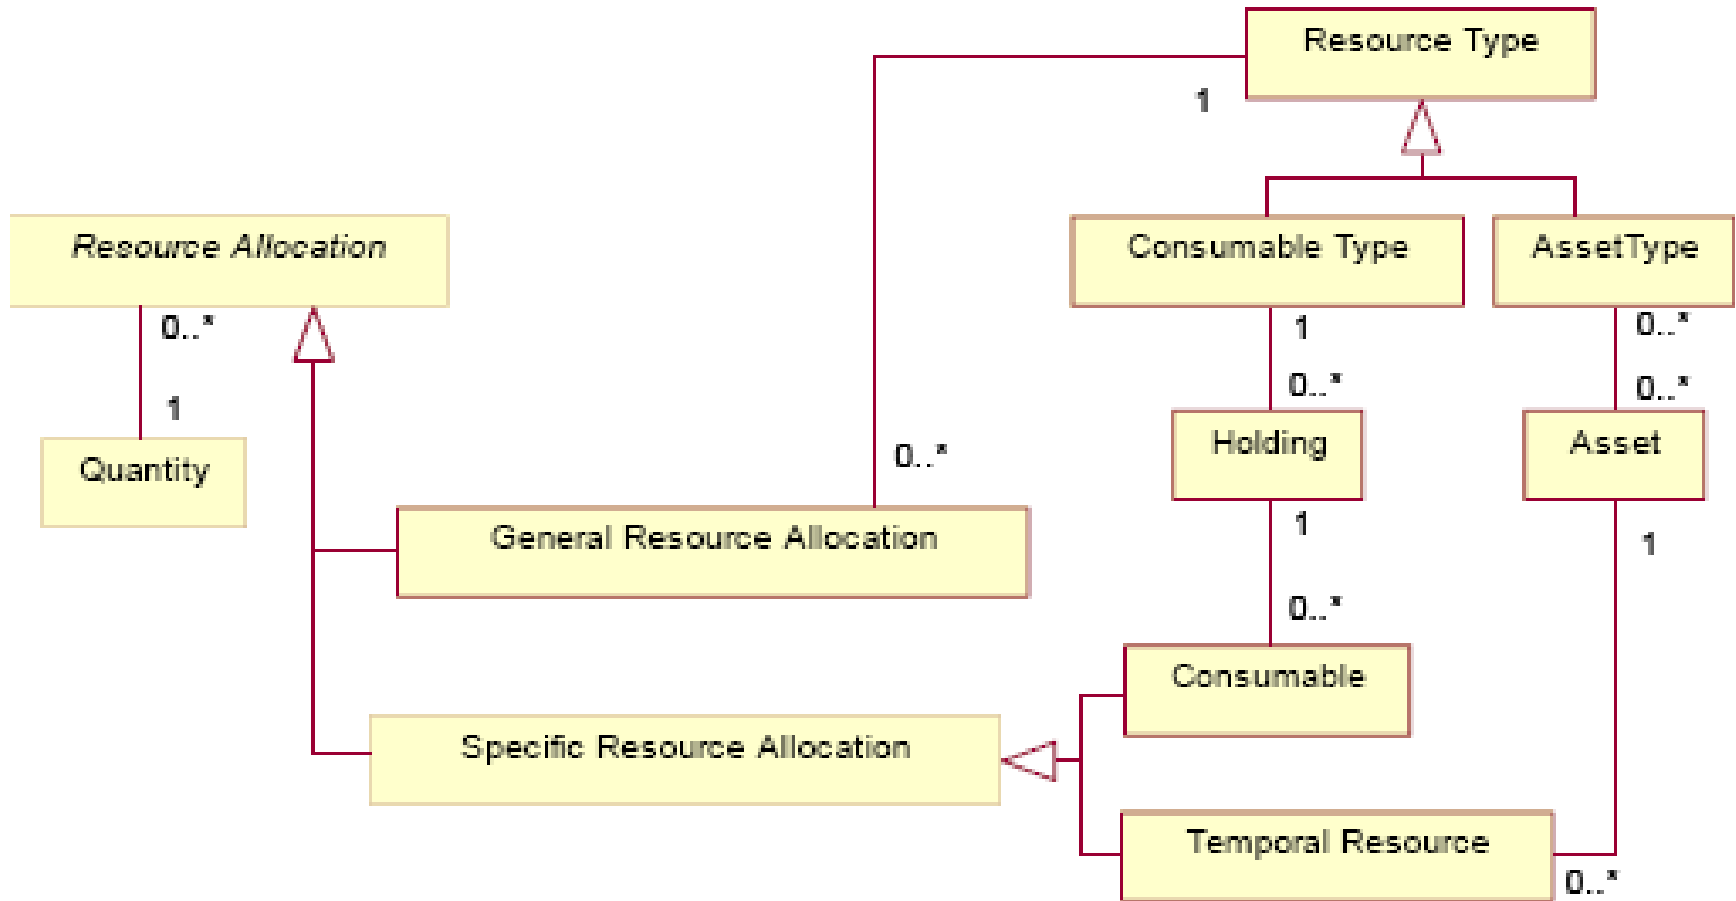 Resource Type
1
Resource Allocation
Consumable Type
AssetType
0..*
1
0..*
1
0..*
0..*
Quantity
Holding
Asset
0..*
General Resource Allocation
1
1
0..*
Consumable
Specific Resource Allocation
Temporal Resource
0..*